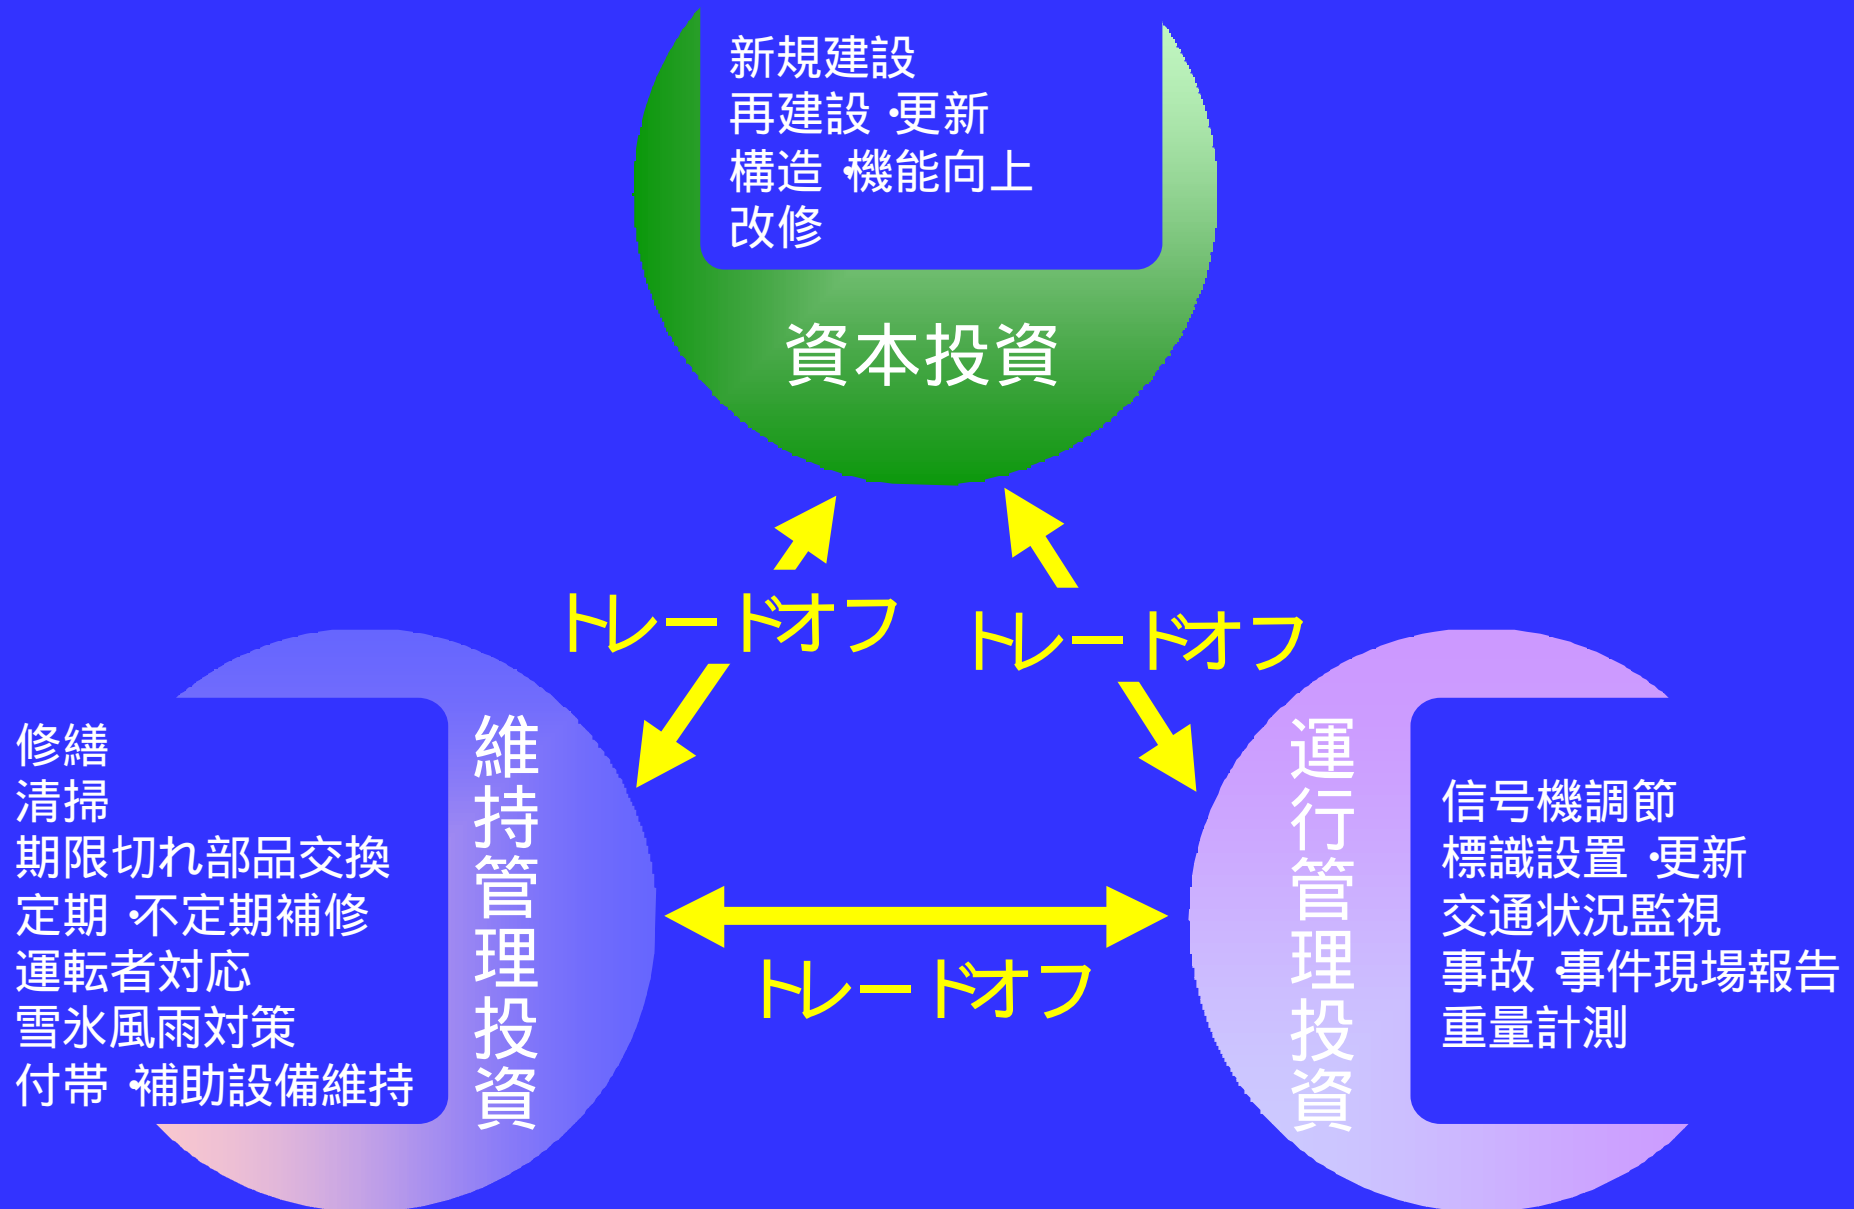 新規建設
再建設・更新
構造・機能向上
改修
資本投資
トレードオフ
トレードオフ
修繕
清掃
期限切れ部品交換
定期・不定期補修
運転者対応
雪氷風雨対策
付帯・補助設備維持
維持管理投資
トレードオフ
運行管理投資
信号機調節
標識設置・更新
交通状況監視
事故・事件現場報告
重量計測